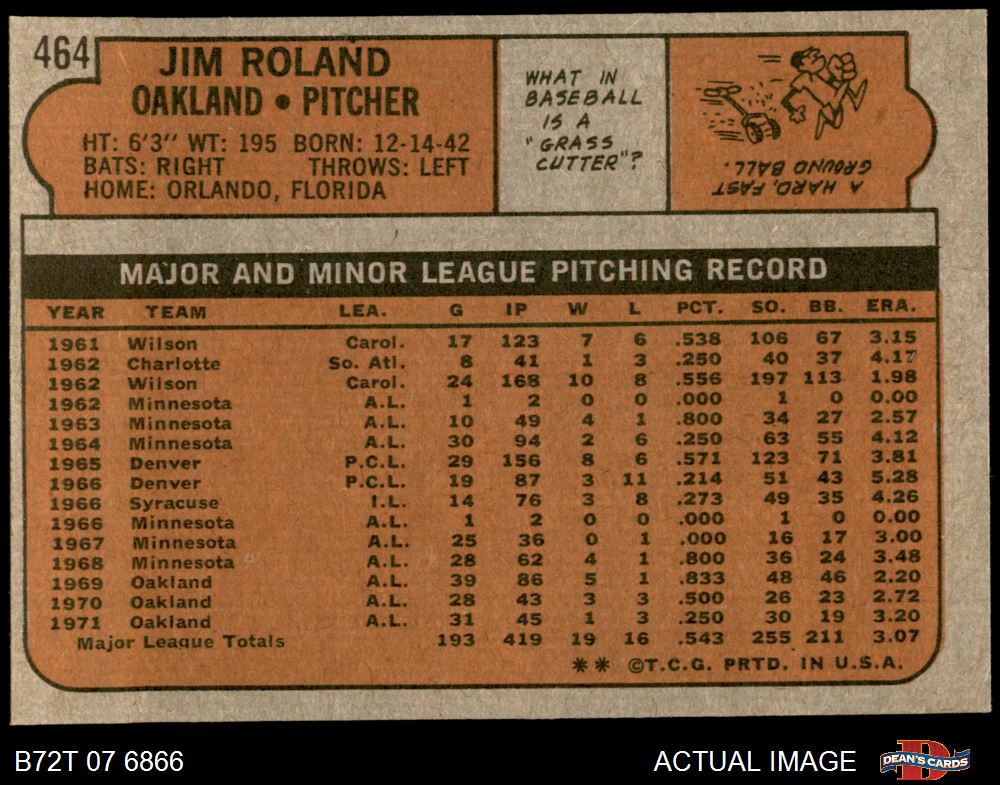 464
JIM ROLAND
OAKLAND • PITCHER
HT: 6'3" WT: 195 BORN: 12-14-42
BATS: RIGHT THROWS: LEFT
HOME: ORLANDO, FLORIDA
WHAT IN
BASEBALL
IS A
"GRASS
CUTTER"?
A HARD, FAST
GROUND BALL.
MAJOR AND MINOR LEAGUE PITCHING RECORD
YEAR TEAM LEA. G IP W L PCT. SO. BB. ERA.
1961 Wilson Carol. 17 123 7 6 .538 106 67 3.15
1962 Charlotte So. Atl. 8 41 1 3 .250 40 37 4.17
1962 Wilson Carol. 24 168 10 8 .556 197 113 1.98
1962 Minnesota A.L. 1 2 0 0 .000 1 0 0.00
1963 Minnesota A.L. 10 49 4 1 .800 34 27 2.57
1964 Minnesota A.L. 30 94 2 6 .250 63 55 4.12
1965 Denver P.C.L. 29 156 8 6 .571 123 71 3.81
1966 Denver P.C.L. 19 87 3 11 .214 51 43 5.28
1966 Syracuse I.L. 14 76 3 8 .273 49 35 4.26
1966 Minnesota A.L. 1 2 0 0 .000 1 0 0.00
1967 Minnesota A.L. 25 36 0 1 .000 16 17 3.00
1968 Minnesota A.L. 28 62 4 1 .800 36 24 3.48
1969 Oakland A.L. 39 86 5 1 .833 48 46 2.20
1970 Oakland A.L. 28 43 3 3 .500 26 23 2.72
1971 Oakland A.L. 31 45 1 3 .250 30 19 3.20
Major League Totals 193 419 19 16 .543 255 211 3.07
** ©T.C.G. PRTD. IN U.S.A.
B72T 07 6866
ACTUAL IMAGE
D
DEAN'S CARDS